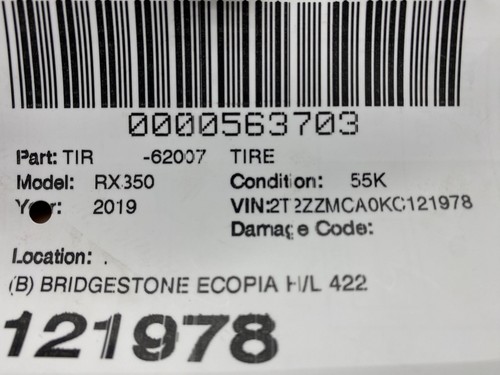 0000563703
Part: TIR -62007 TIRE
Model: RX350 Condition: 55K
Year: 2019 VIN:2T2ZZMCA0KC121978
Damage Code:
Location: .
(B) BRIDGESTONE ECOPIA H/L 422
121978